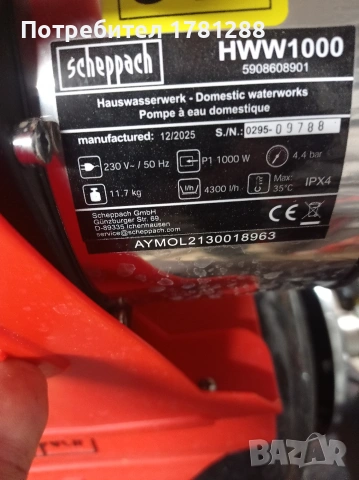 Потребител 1781288
scheppach
HWW1000
5908608901
Hauswasserwerk - Domestic waterworks
Pompe à eau domestique
manufactured: 12/2025 S./N.: 0295-09788
230 V~ / 50 Hz P1 1000 W 4,4 bar
11.7 kg l/h 4300 l/h . Max: 35°C IPX4
Scheppach GmbH
Günzburger Str. 69,
D-89335 Ichenhausen
service@scheppach.com
CE
AYMOL2130018963
bazar.bg